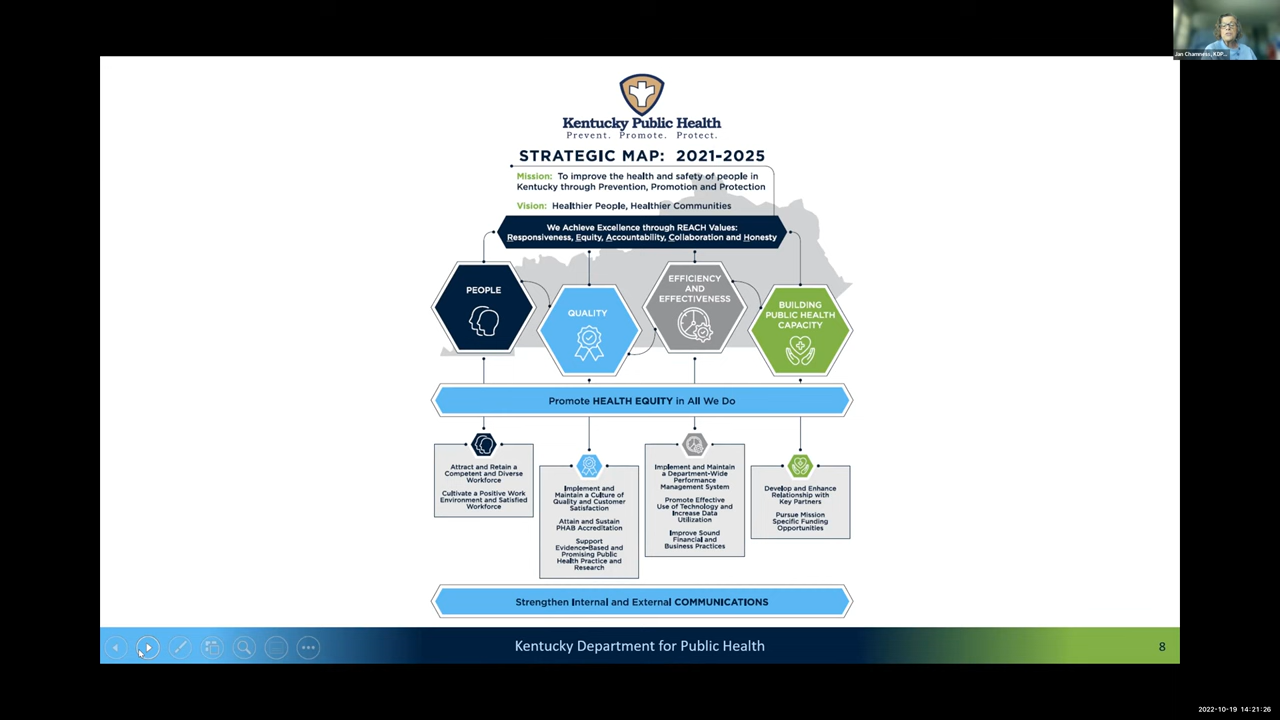 Jan Chamness, KDP...
Kentucky Public Health
Prevent. Promote. Protect.
STRATEGIC MAP: 2021-2025
Mission: To improve the health and safety of people in
Kentucky through Prevention, Promotion and Protection
Vision: Healthier People, Healthier Communities
We Achieve Excellence through REACH Values:
Responsiveness, Equity, Accountability, Collaboration and Honesty
PEOPLE
QUALITY
EFFICIENCY
AND
EFFECTIVENESS
BUILDING
PUBLIC HEALTH
CAPACITY
Promote HEALTH EQUITY in All We Do
Attract and Retain a
Competent and Diverse
Workforce
Cultivate a Positive Work
Environment and Satisfied
Workforce
Implement and
Maintain a Culture of
Quality and Customer
Satisfaction
Attain and Sustain
PHAB Accreditation
Support
Evidence-Based and
Promising Public
Health Practice and
Research
Implement and Maintain
a Department-Wide
Performance
Management System
Promote Effective
Use of Technology and
Increase Data
Utilization
Improve Sound
Financial and
Business Practices
Develop and Enhance
Relationship with
Key Partners
Pursue Mission
Specific Funding
Opportunities
Strengthen Internal and External COMMUNICATIONS
Kentucky Department for Public Health
8
2022-10-19 14:21:26